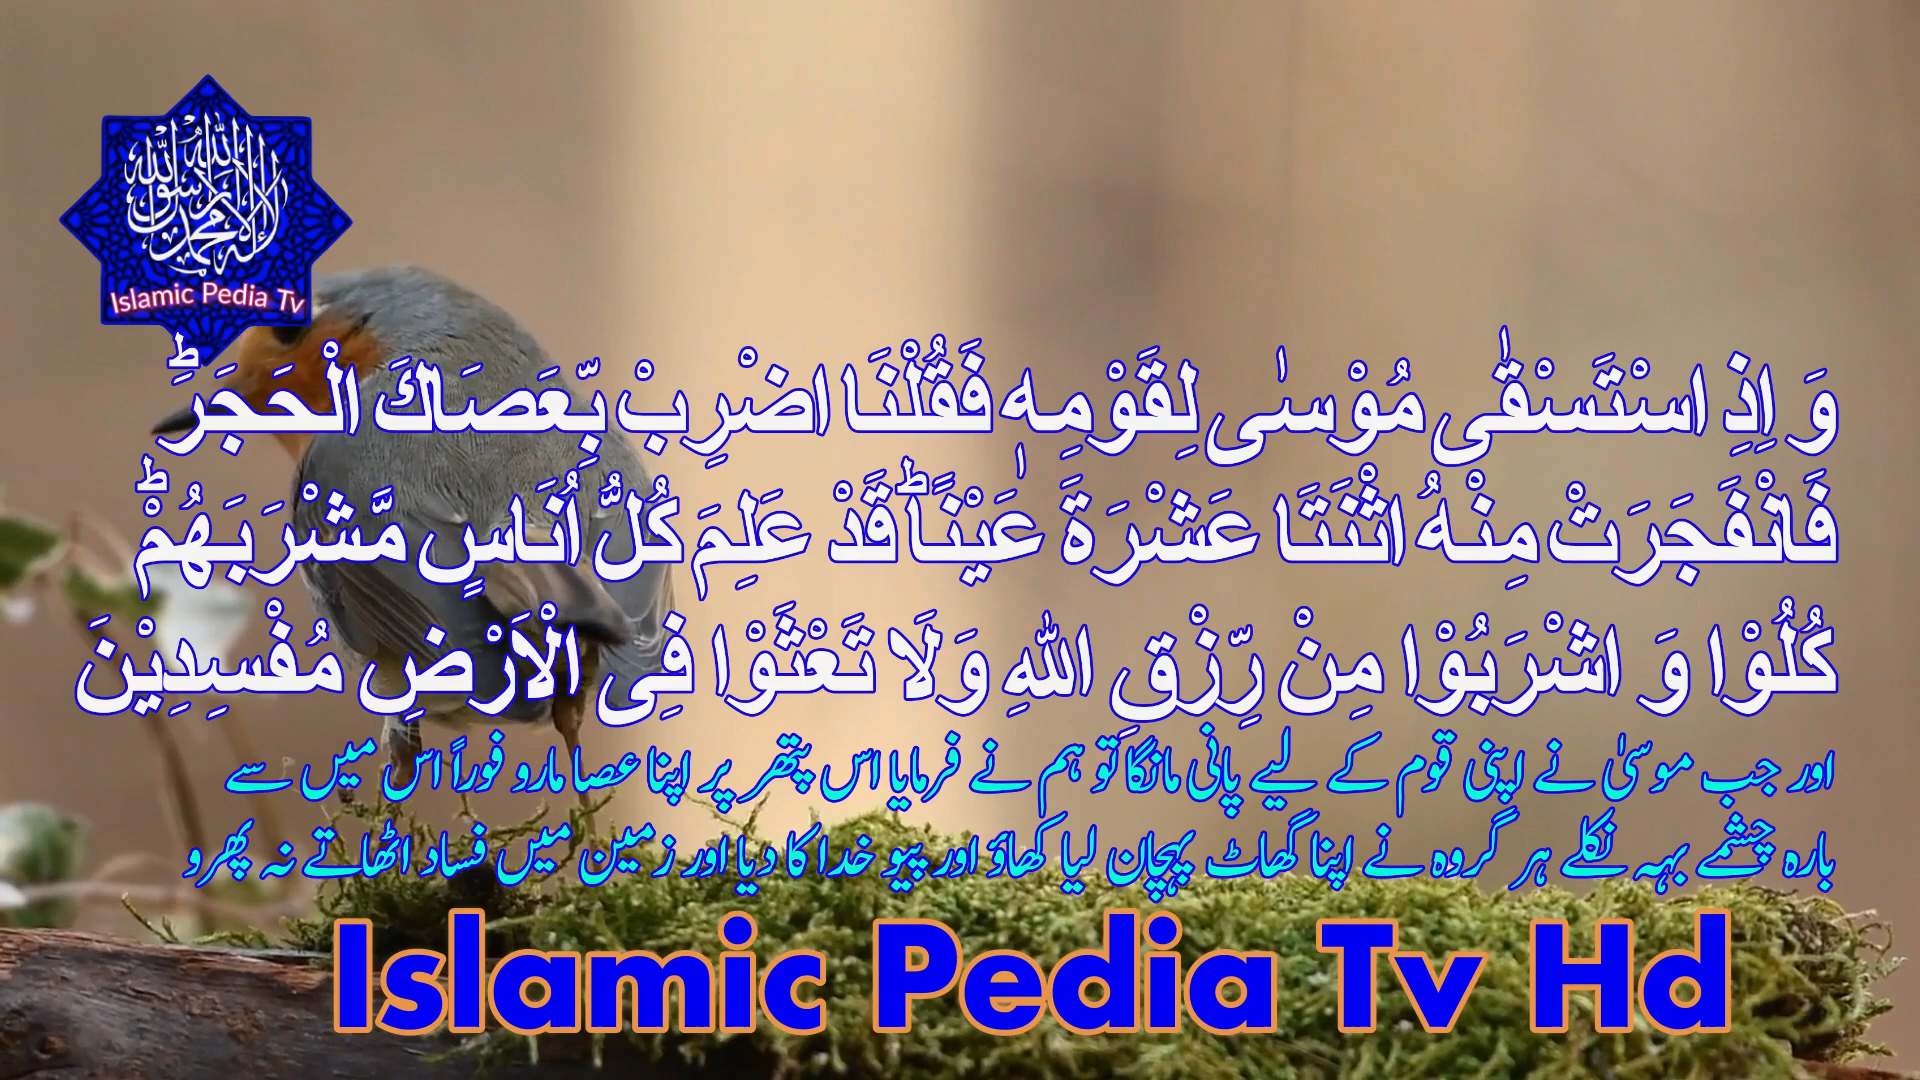 لا إله إلا الله محمد رسول الله
Islamic Pedia Tv
وَ اِذِ اسْتَسْقٰى مُوْسٰى لِقَوْمِهٖ فَقُلْنَا اضْرِبْ بِّعَصَاكَ الْحَجَرَؕ
فَانْفَجَرَتْ مِنْهُ اثْنَتَا عَشْرَةَ عَیْنًاؕ قَدْ عَلِمَ كُلُّ اُنَاسٍ مَّشْرَبَهُمْؕ
كُلُوْا وَ اشْرَبُوْا مِنْ رِّزْقِ اللّٰهِ وَلَا تَعْثَوْا فِی الْاَرْضِ مُفْسِدِیْنَ
اور جب موسیٰ نے اپنی قوم کے لیے پانی مانگا تو ہم نے فرمایا اس پتھر پر اپنا عصا مارو فوراً اس میں سے
بارہ چشمے بہہ نکلے ہر گروہ نے اپنا گھاٹ پہچان لیا کھاؤ اور پیو خدا کا دیا اور زمین میں فساد اٹھاتے نہ پھرو
Islamic Pedia Tv Hd